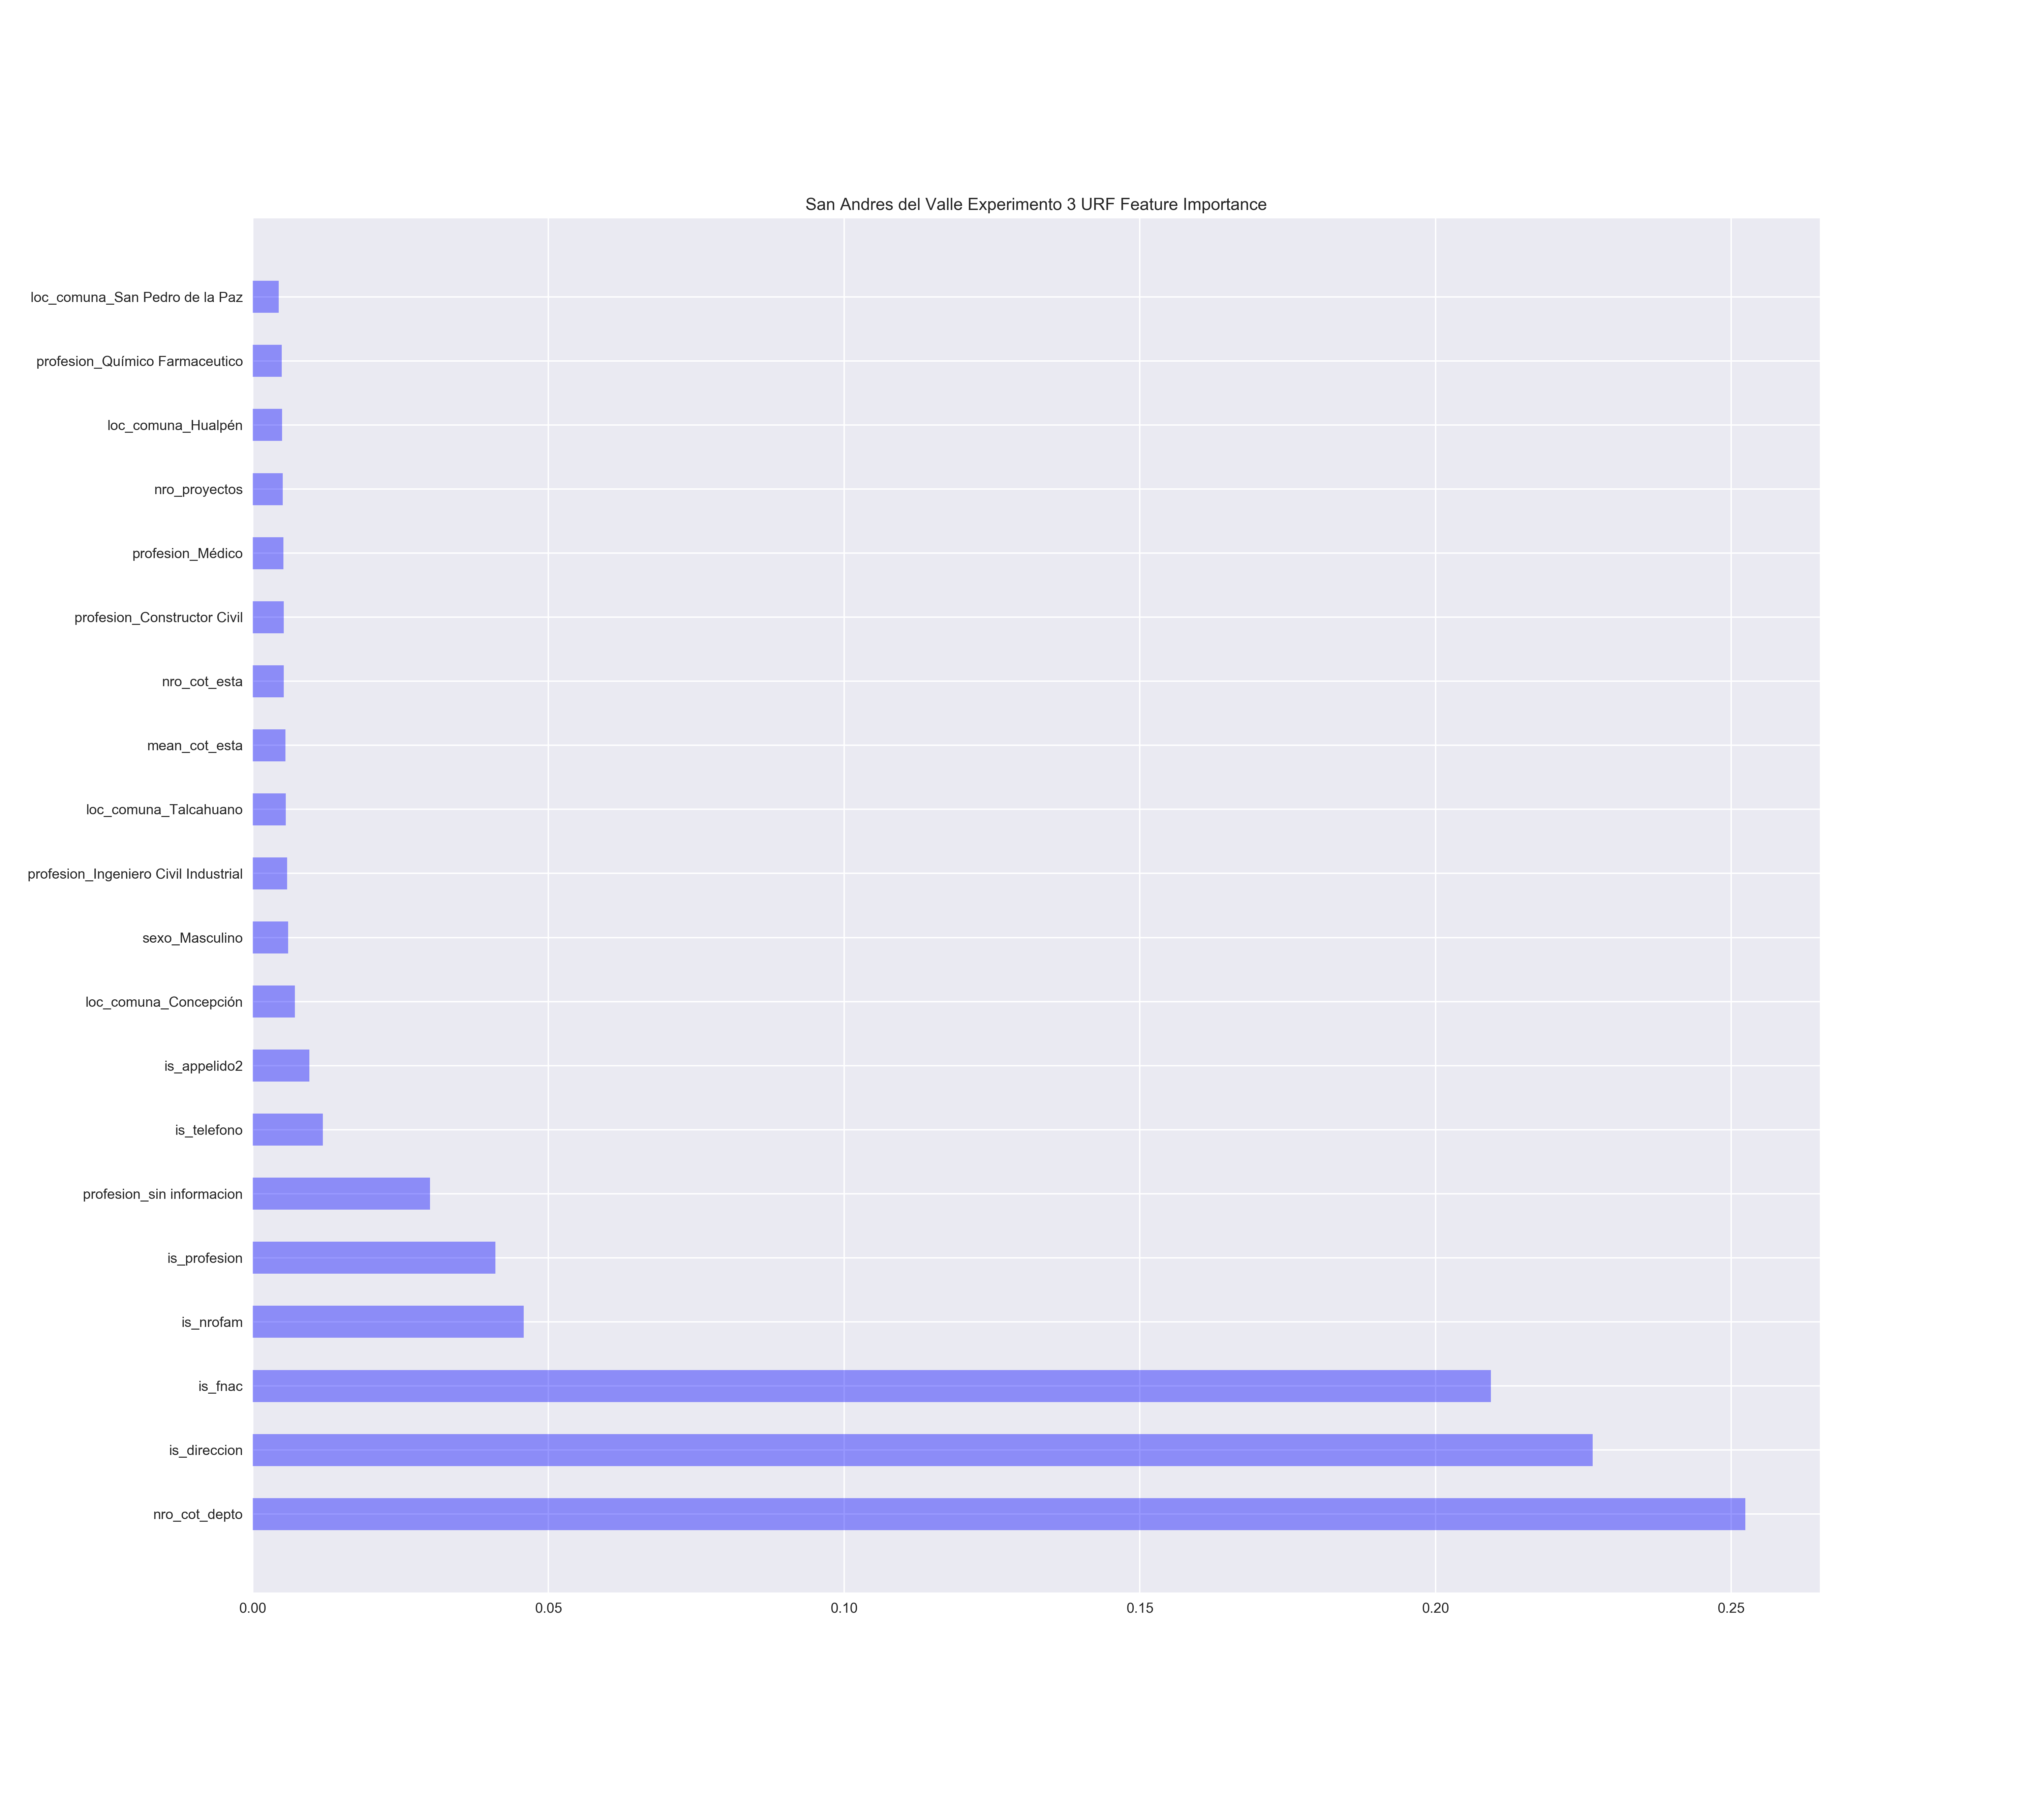 San Andres del Valle Experimento 3 URF Feature Importance
loc_comuna_San Pedro de la Paz
profesion_Químico Farmaceutico
loc_comuna_Hualpén
nro_proyectos
profesion_Médico
profesion_Constructor Civil
nro_cot_esta
mean_cot_esta
loc_comuna_Talcahuano
profesion_Ingeniero Civil Industrial
sexo_Masculino
loc_comuna_Concepción
is_appelido2
is_telefono
profesion_sin informacion
is_profesion
is_nrofam
is_fnac
is_direccion
nro_cot_depto
0.00 0.05 0.10 0.15 0.20 0.25